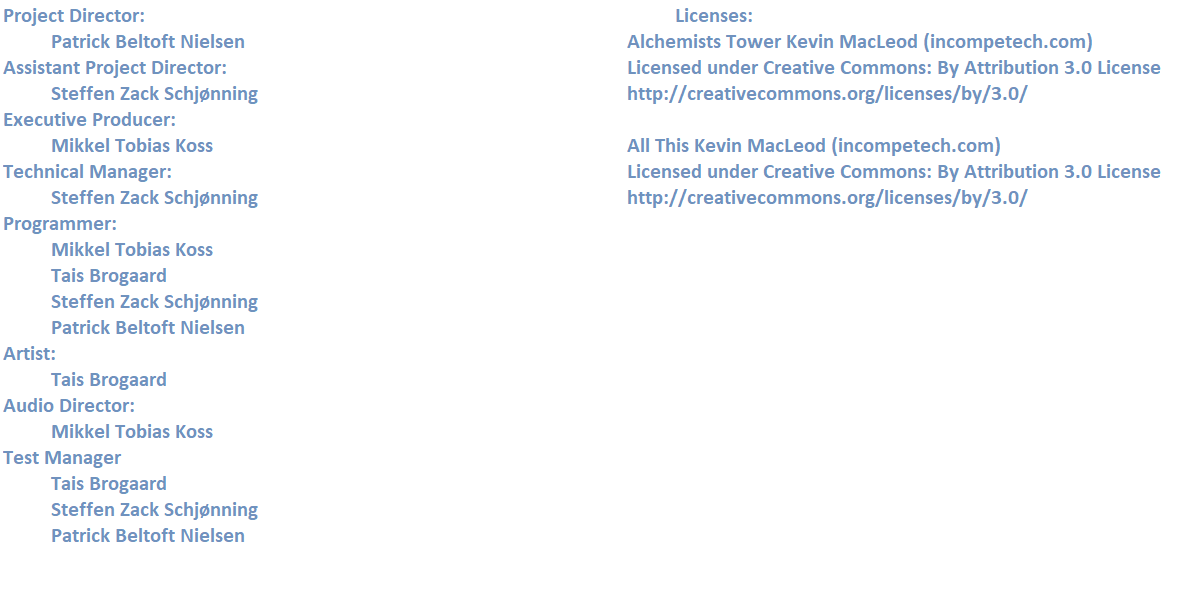 Project Director:
Patrick Beltoft Nielsen
Assistant Project Director:
Steffen Zack Schjønning
Executive Producer:
Mikkel Tobias Koss
Technical Manager:
Steffen Zack Schjønning
Programmer:
Mikkel Tobias Koss
Tais Brogaard
Steffen Zack Schjønning
Patrick Beltoft Nielsen
Artist:
Tais Brogaard
Audio Director:
Mikkel Tobias Koss
Test Manager
Tais Brogaard
Steffen Zack Schjønning
Patrick Beltoft Nielsen
Licenses:
Alchemists Tower Kevin MacLeod (incompetech.com)
Licensed under Creative Commons: By Attribution 3.0 License
http://creativecommons.org/licenses/by/3.0/
All This Kevin MacLeod (incompetech.com)
Licensed under Creative Commons: By Attribution 3.0 License
http://creativecommons.org/licenses/by/3.0/